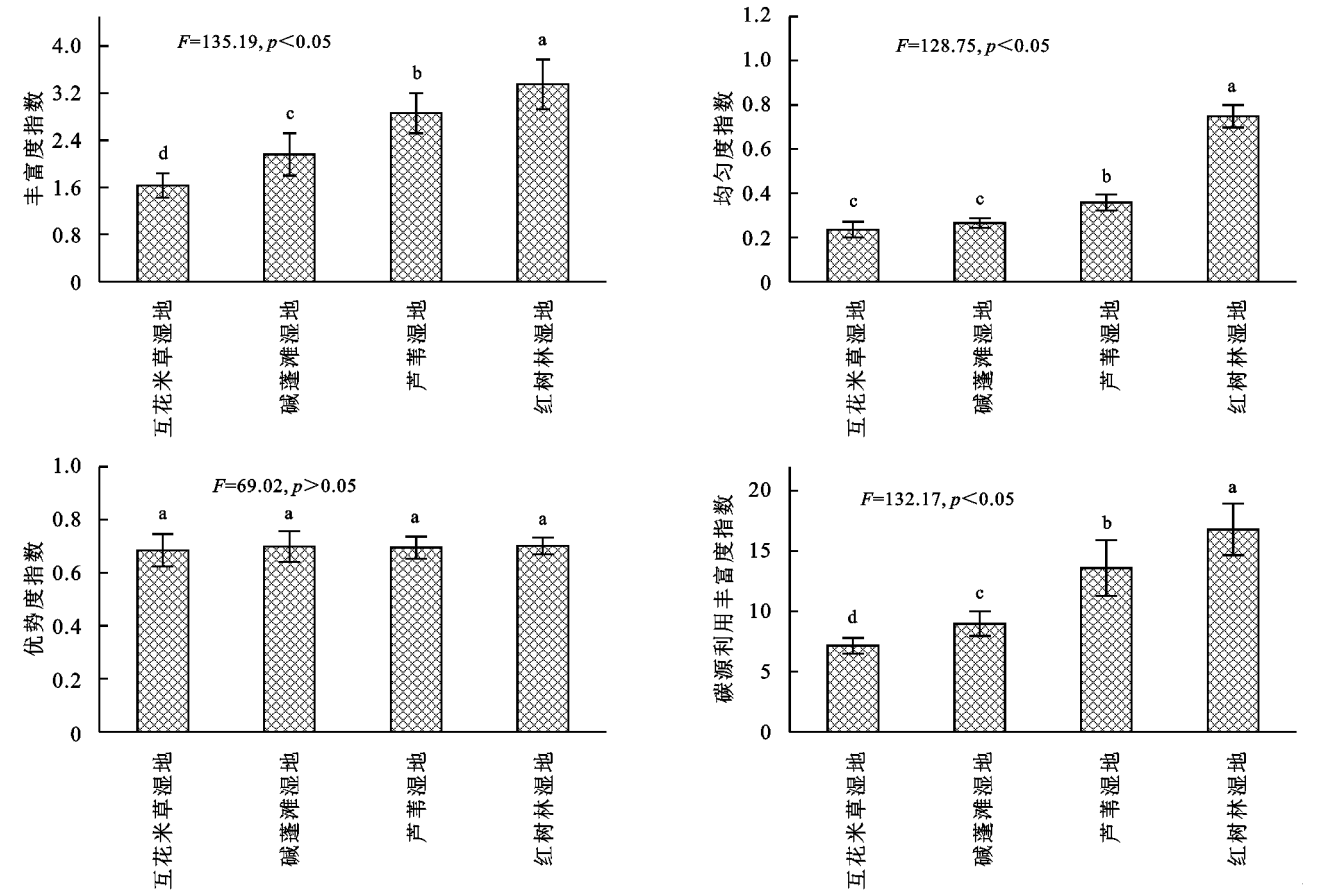 丰富度指数
4.0
3.2
2.4
1.6
0.8
0
F=135.19, p<0.05
d
c
b
a
互花米草湿地
碱蓬滩湿地
芦苇湿地
红树林湿地
均匀度指数
1.2
1.0
0.8
0.6
0.4
0.2
0
F=128.75, p<0.05
c
c
b
a
互花米草湿地
碱蓬滩湿地
芦苇湿地
红树林湿地
优势度指数
1.0
0.8
0.6
0.4
0.2
0
F=69.02, p>0.05
a
a
a
a
互花米草湿地
碱蓬滩湿地
芦苇湿地
红树林湿地
碳源利用丰富度指数
20
15
10
5
0
F=132.17, p<0.05
d
c
b
a
互花米草湿地
碱蓬滩湿地
芦苇湿地
红树林湿地